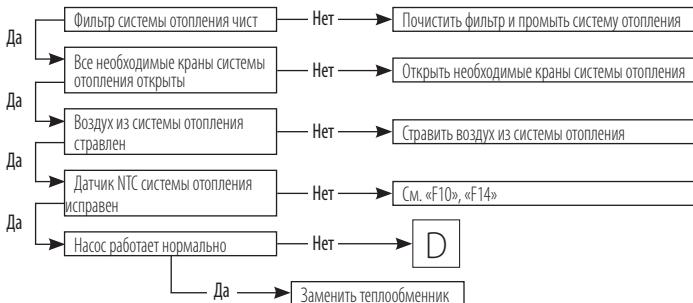 Фильтр системы отопления чист
Нет
Почистить фильтр и промыть систему отопления
Да
Все необходимые краны системы
отопления открыты
Нет
Открыть необходимые краны системы отопления
Да
Воздух из системы отопления
стравлен
Нет
Стравить воздух из системы отопления
Да
Датчик NTC системы отопления
исправен
Нет
См. «F10», «F14»
Да
Насос работает нормально
Нет
D
Да
Заменить теплообменник